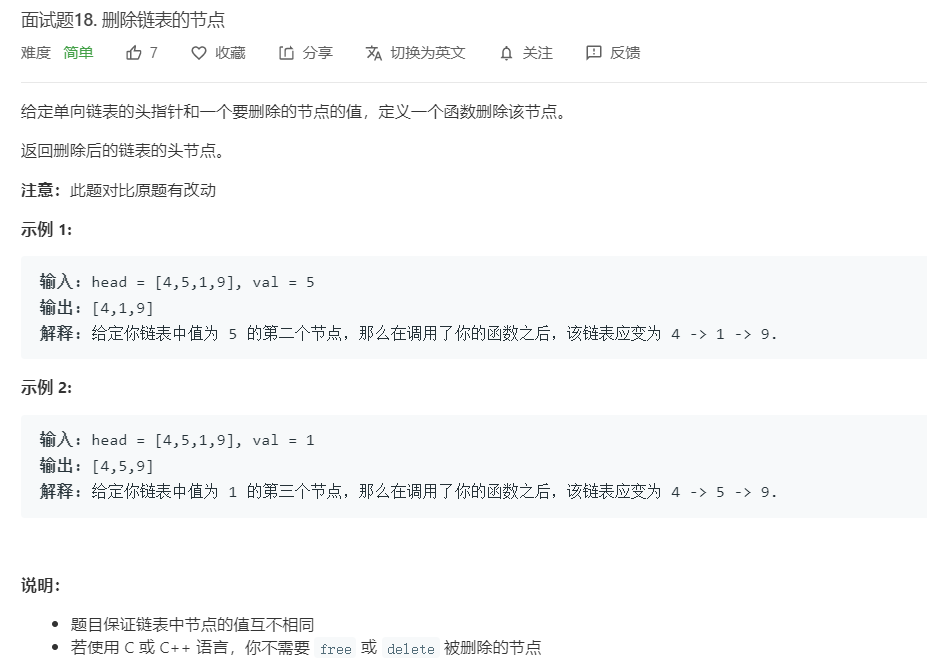 面试题18. 删除链表的节点
难度 简单 7 收藏 分享 切换为英文 关注 反馈
给定单向链表的头指针和一个要删除的节点的值，定义一个函数删除该节点。
返回删除后的链表的头节点。
注意：此题对比原题有改动
示例 1:
输入: head = [4,5,1,9], val = 5
输出: [4,1,9]
解释: 给定你链表中值为 5 的第二个节点，那么在调用了你的函数之后，该链表应变为 4 -> 1 -> 9.
示例 2:
输入: head = [4,5,1,9], val = 1
输出: [4,5,9]
解释: 给定你链表中值为 1 的第三个节点，那么在调用了你的函数之后，该链表应变为 4 -> 5 -> 9.
说明：
• 题目保证链表中节点的值互不相同
• 若使用 C 或 C++ 语言，你不需要 free 或 delete 被删除的节点